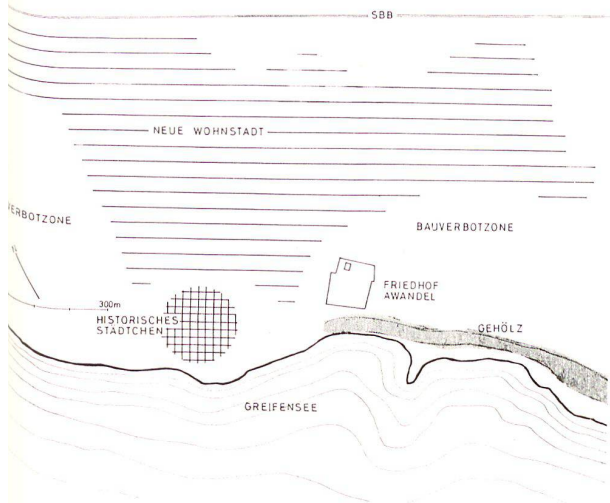 SBB
NEUE WOHNSTADT
VERBOTZONE
BAUVERBOTZONE
FRIEDHOF
AWANDEL
300m
HISTORISCHES
STÄDTCHEN
GEHÖLZ
GREIFENSEE